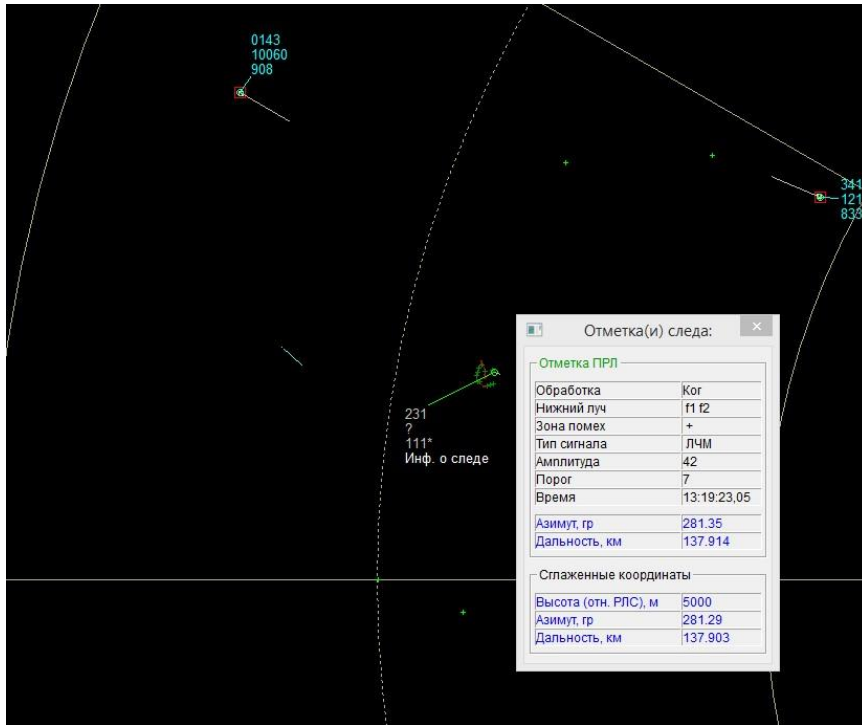 0143
10060
908
341
121
833
231
?
111*
Инф. о следе
Отметка(и) следа:
Отметка ПРЛ
Обработка Ког
Нижний луч f1 f2
Зона помех +
Тип сигнала ЛЧМ
Амплитуда 42
Порог 7
Время 13:19:23,05
Азимут, гр 281.35
Дальность, км 137.914
Сглаженные координаты
Высота (отн. РЛС), м 5000
Азимут, гр 281.29
Дальность, км 137.903